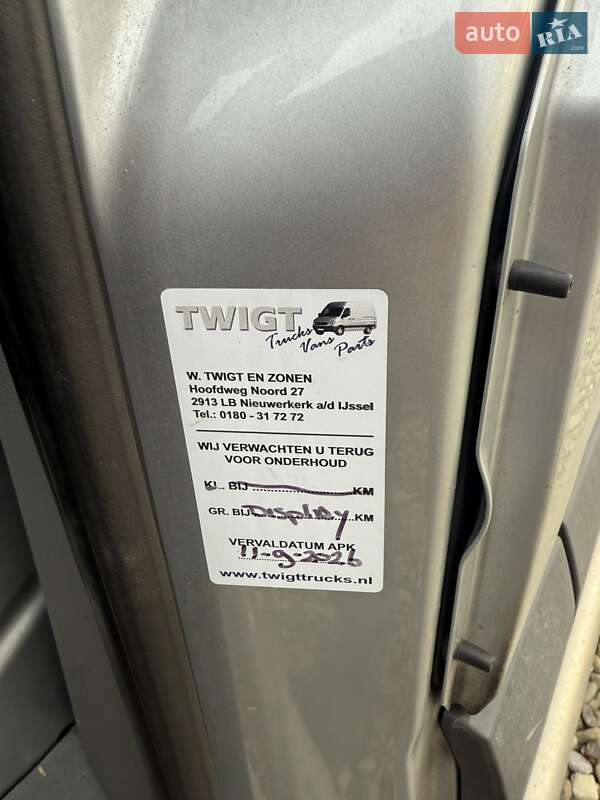 auto RIA.com
TWIGT
Trucks
Vans
Parts
W. TWIGT EN ZONEN
Hoofdweg Noord 27
2913 LB Nieuwerkerk a/d IJssel
Tel.: 0180 - 31 72 72
WIJ VERWACHTEN U TERUG
VOOR ONDERHOUD
KL. BIJ ........................ KM
GR. BIJ Display KM
VERVALDATUM APK
11-9-2026
www.twigttrucks.nl